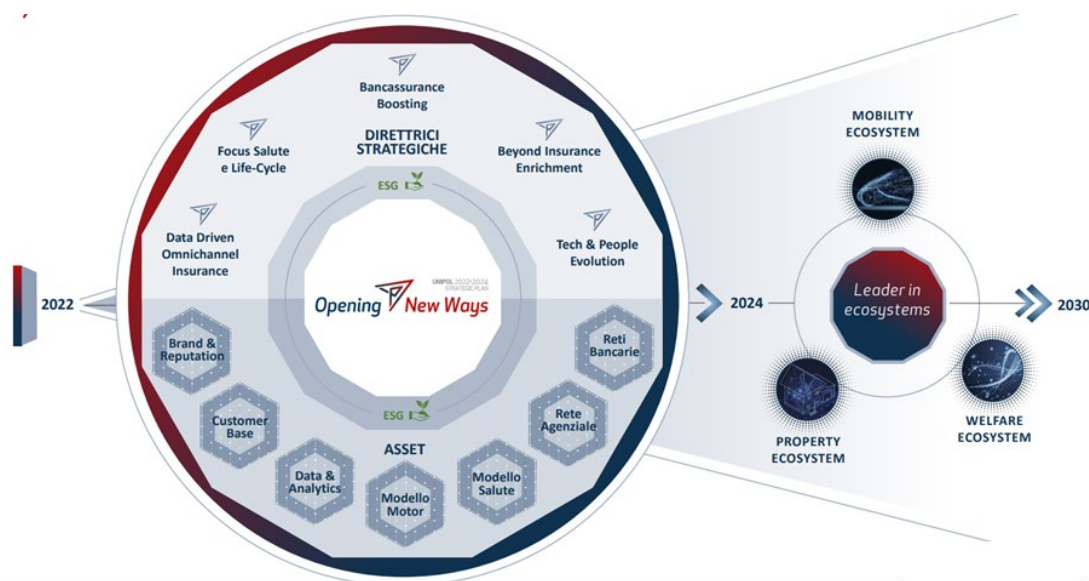 Bancassurance
Boosting
Focus Salute
e Life-Cycle
DIRETTRICI
STRATEGICHE
Beyond Insurance
Enrichment
ESG
Data Driven
Omnichannel
Insurance
Tech & People
Evolution
UNIPOL 2022-2024
STRATEGIC PLAN
Opening New Ways
2022
Brand &
Reputation
Customer
Base
Data &
Analytics
Modello
Motor
Modello
Salute
Rete
Agenziale
Reti
Bancarie
ESG
ASSET
2024
MOBILITY
ECOSYSTEM
Leader in
ecosystems
PROPERTY
ECOSYSTEM
WELFARE
ECOSYSTEM
2030